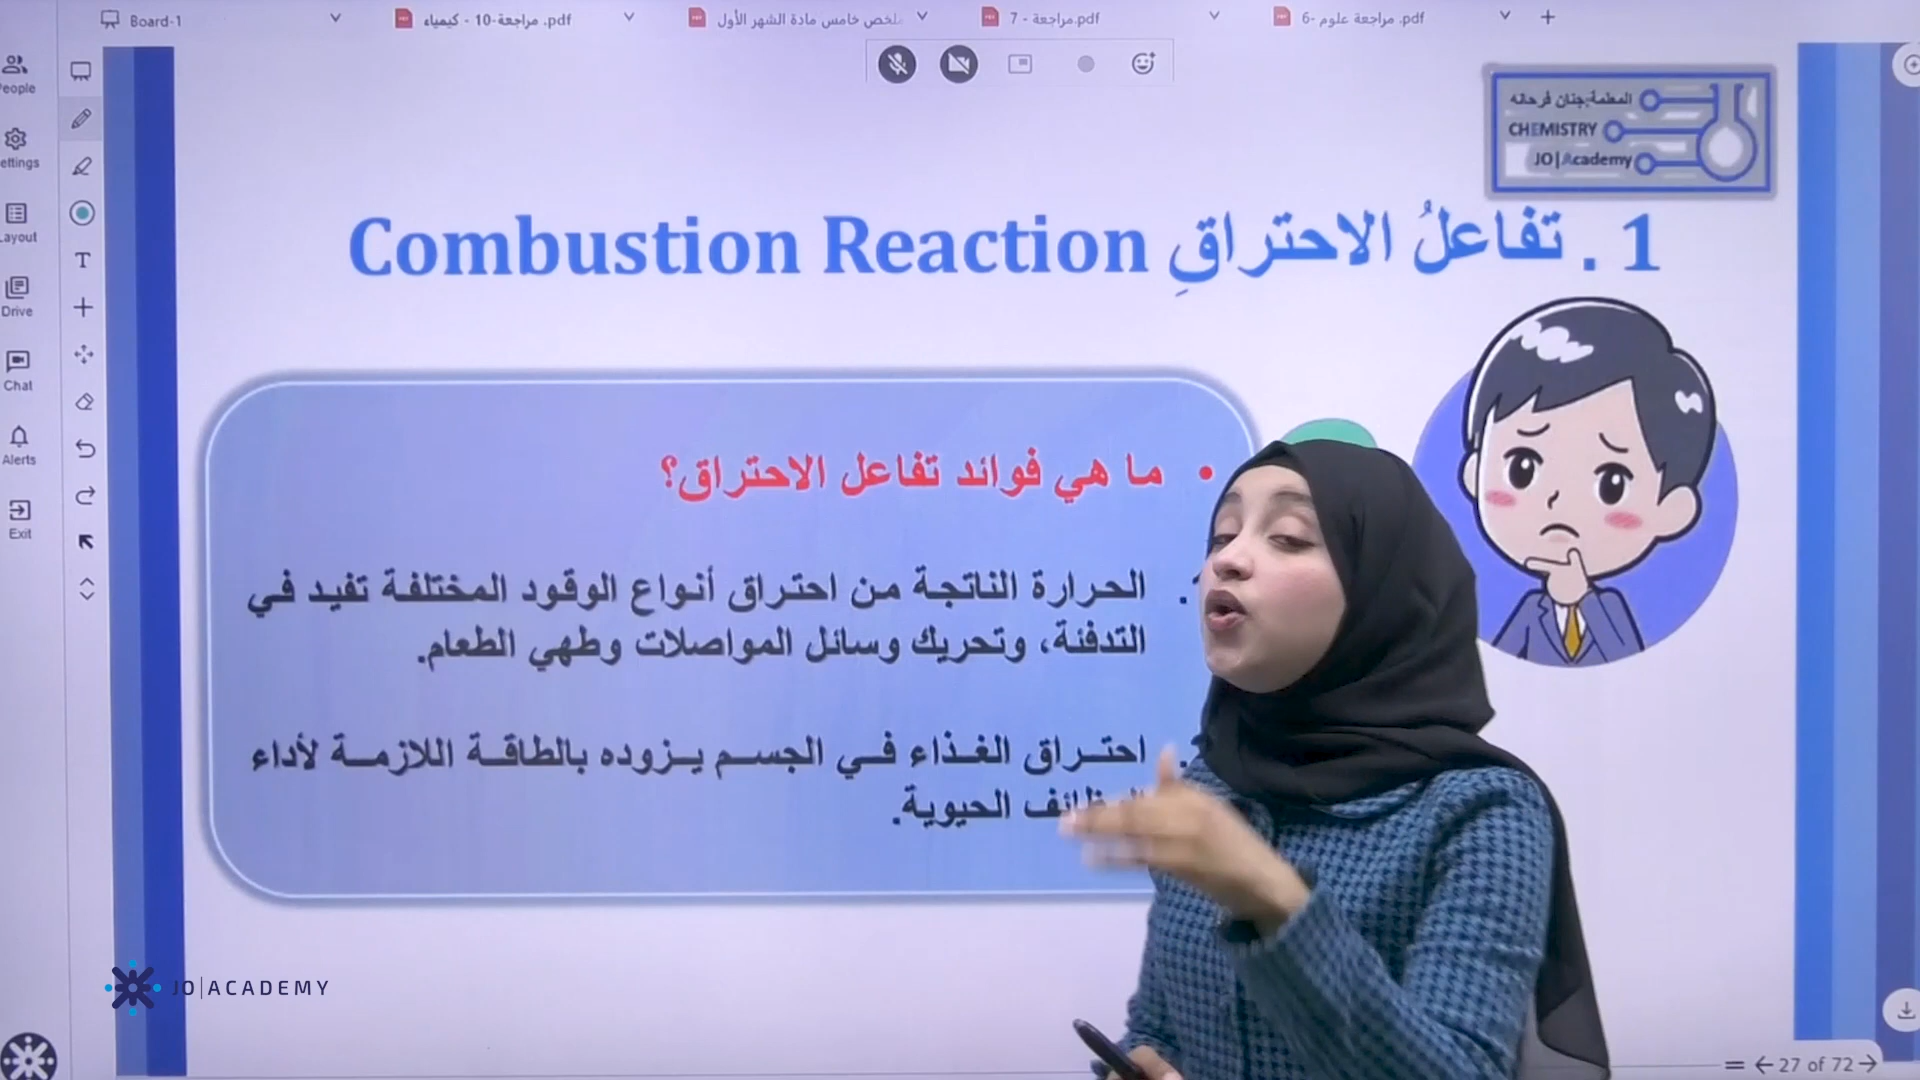 Board-1
مراجعة-10 - كيمياء .pdf
ملخص خامس مادة الشهر الأول
مراجعة - 7.pdf
مراجعة علوم -6 .pdf
People
Settings
Layout
Drive
Chat
Alerts
Exit
T
المعلمة:جنان فرحانه
CHEMISTRY
JO|Academy
1 . تفاعلُ الاحتراقِ Combustion Reaction
• ما هي فوائد تفاعل الاحتراق؟
الحرارة الناتجة من احتراق أنواع الوقود المختلفة تفيد في
التدفئة، وتحريك وسائل المواصلات وطهي الطعام.
احتراق الغذاء في الجسم يزوده بالطاقة اللازمة لأداء
الحيوية.
JO|ACADEMY
27 of 72